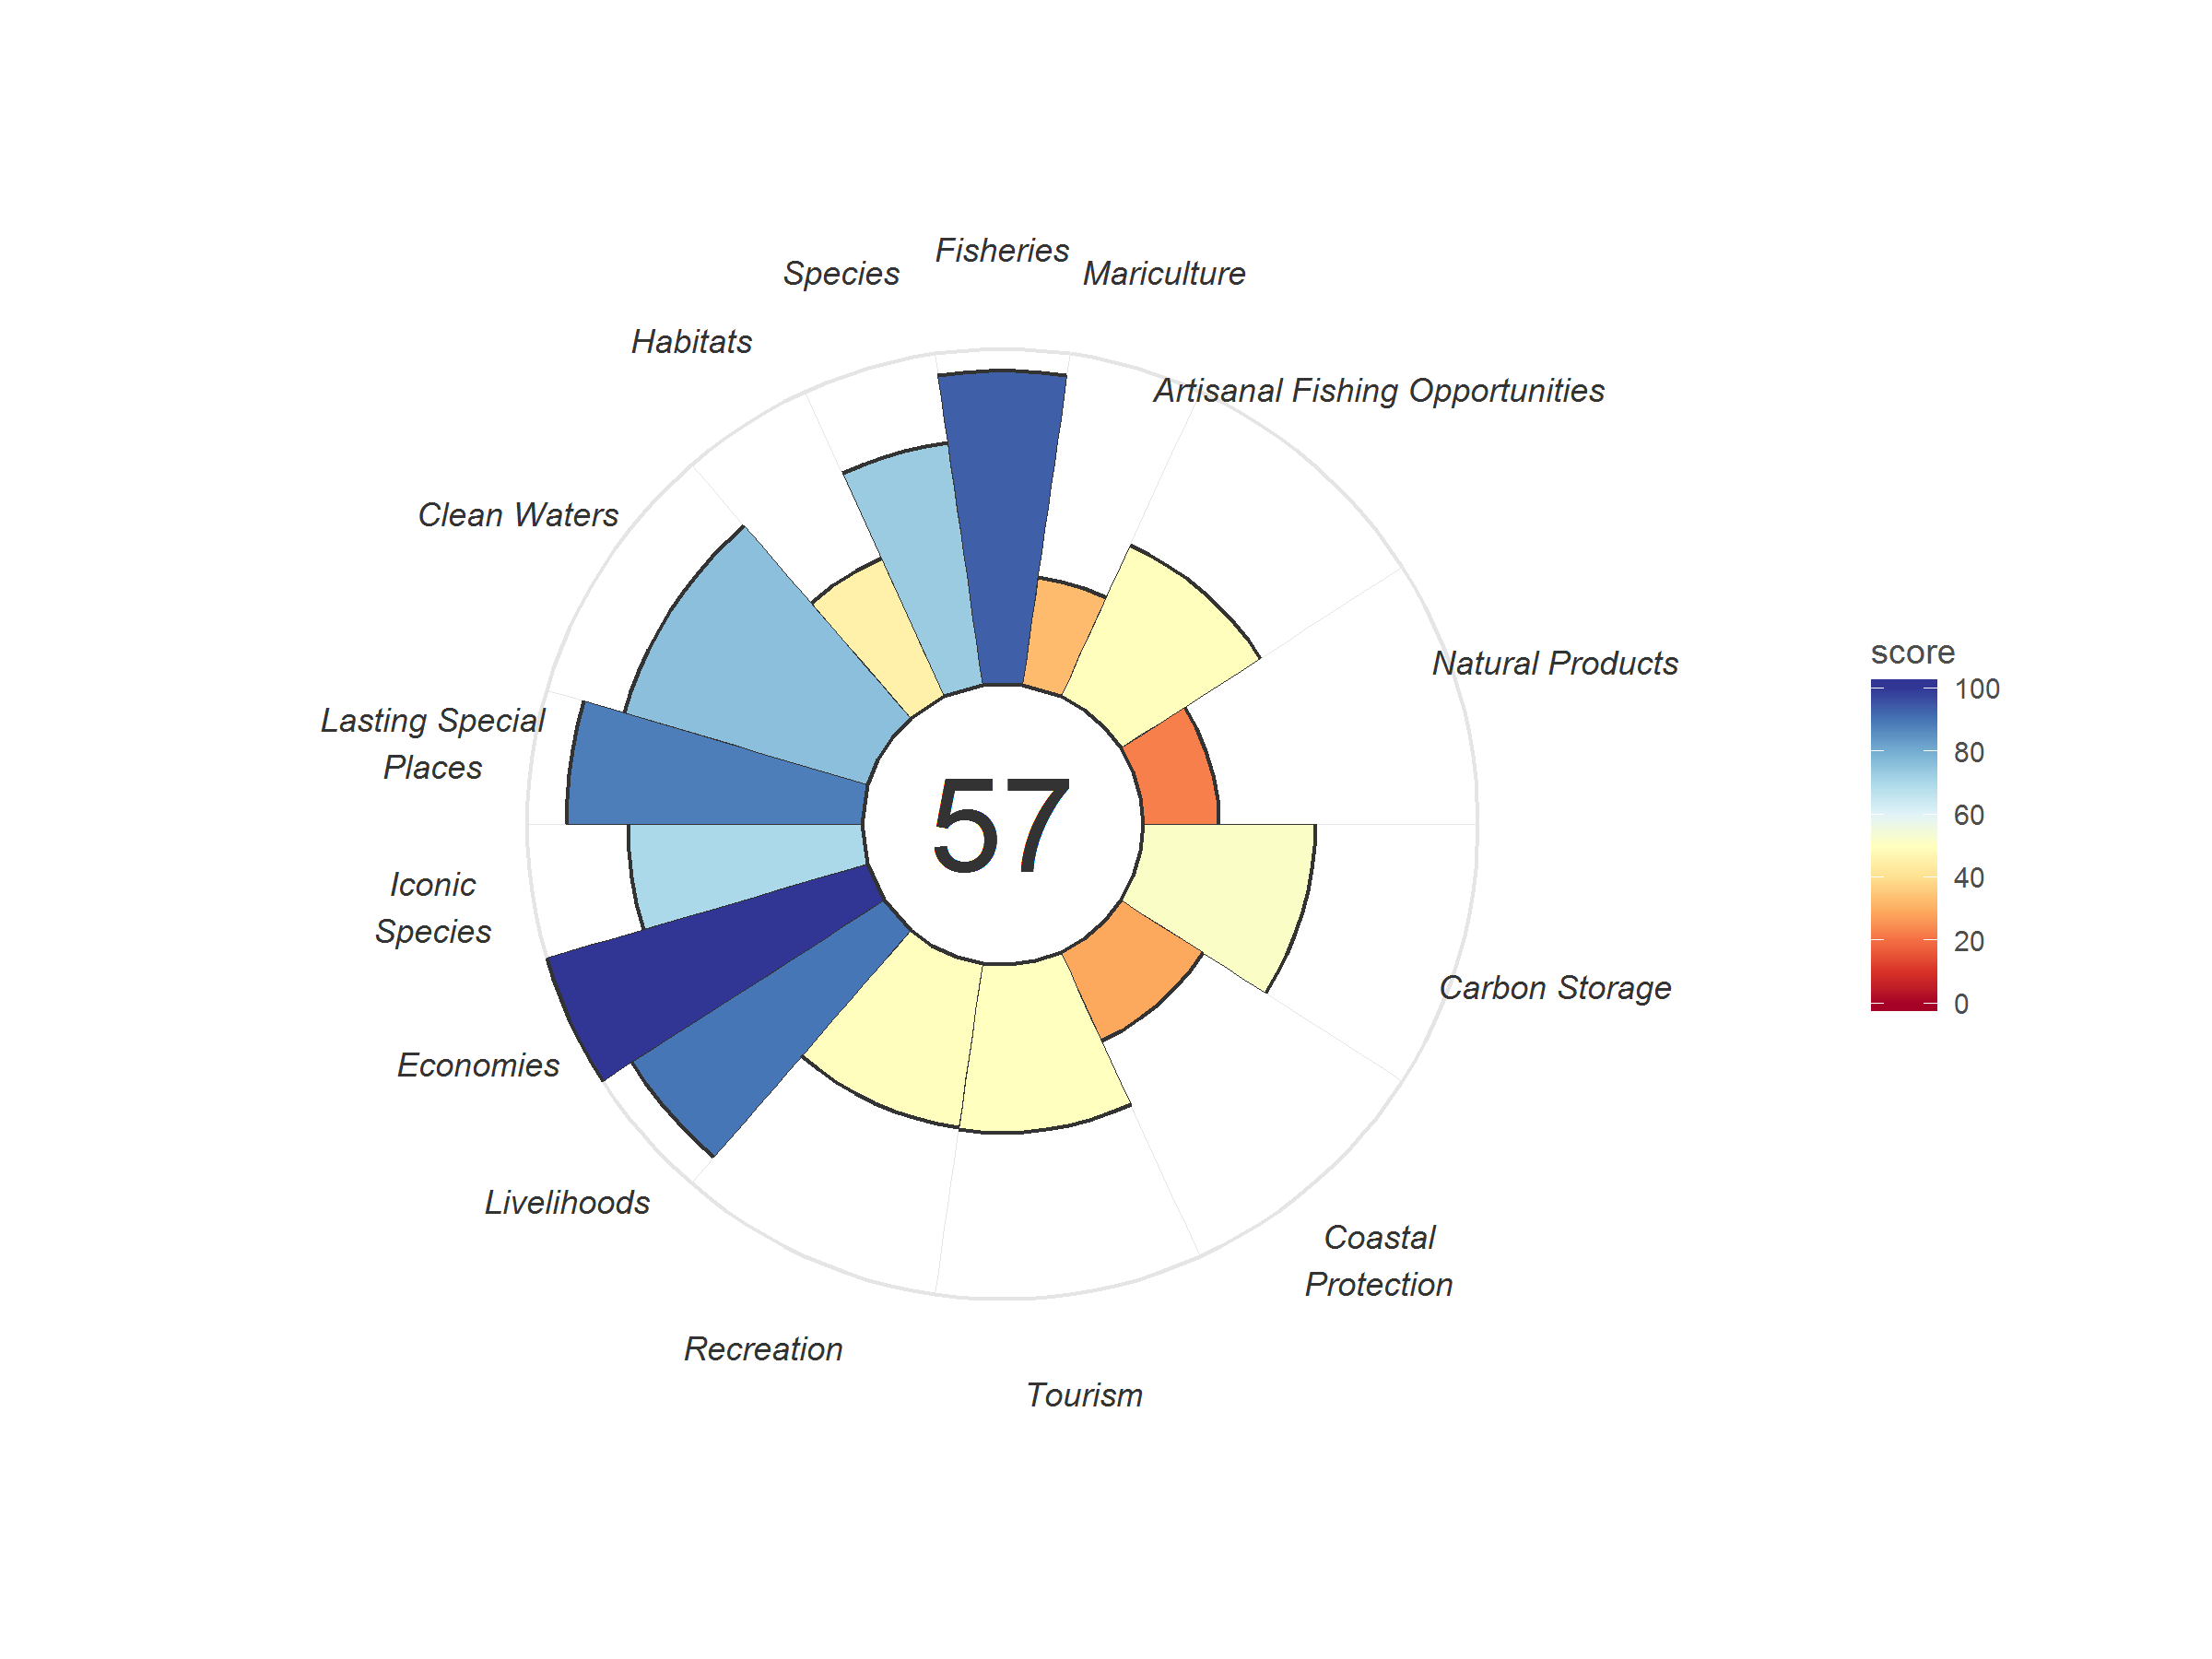 Fisheries
Species
Mariculture
Habitats
Artisanal Fishing Opportunities
Clean Waters
Natural Products
Lasting Special
Places
Iconic
Species
Carbon Storage
Economies
Livelihoods
Coastal
Protection
Recreation
Tourism
57
score
100
80
60
40
20
0